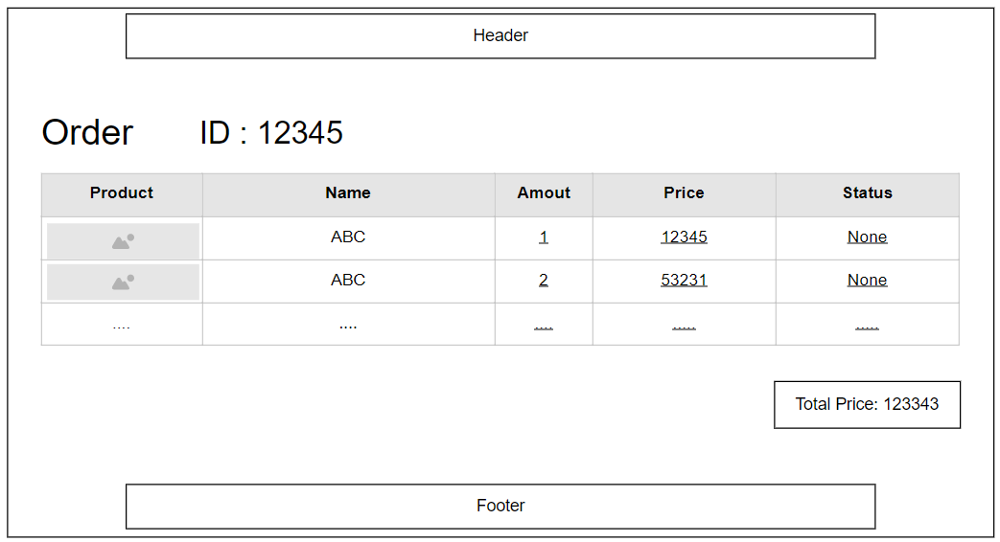 Header
Order ID : 12345
Product Name Amout Price Status
ABC 1 12345 None
ABC 2 53231 None
.... .... .... ..... .....
Total Price: 123343
Footer